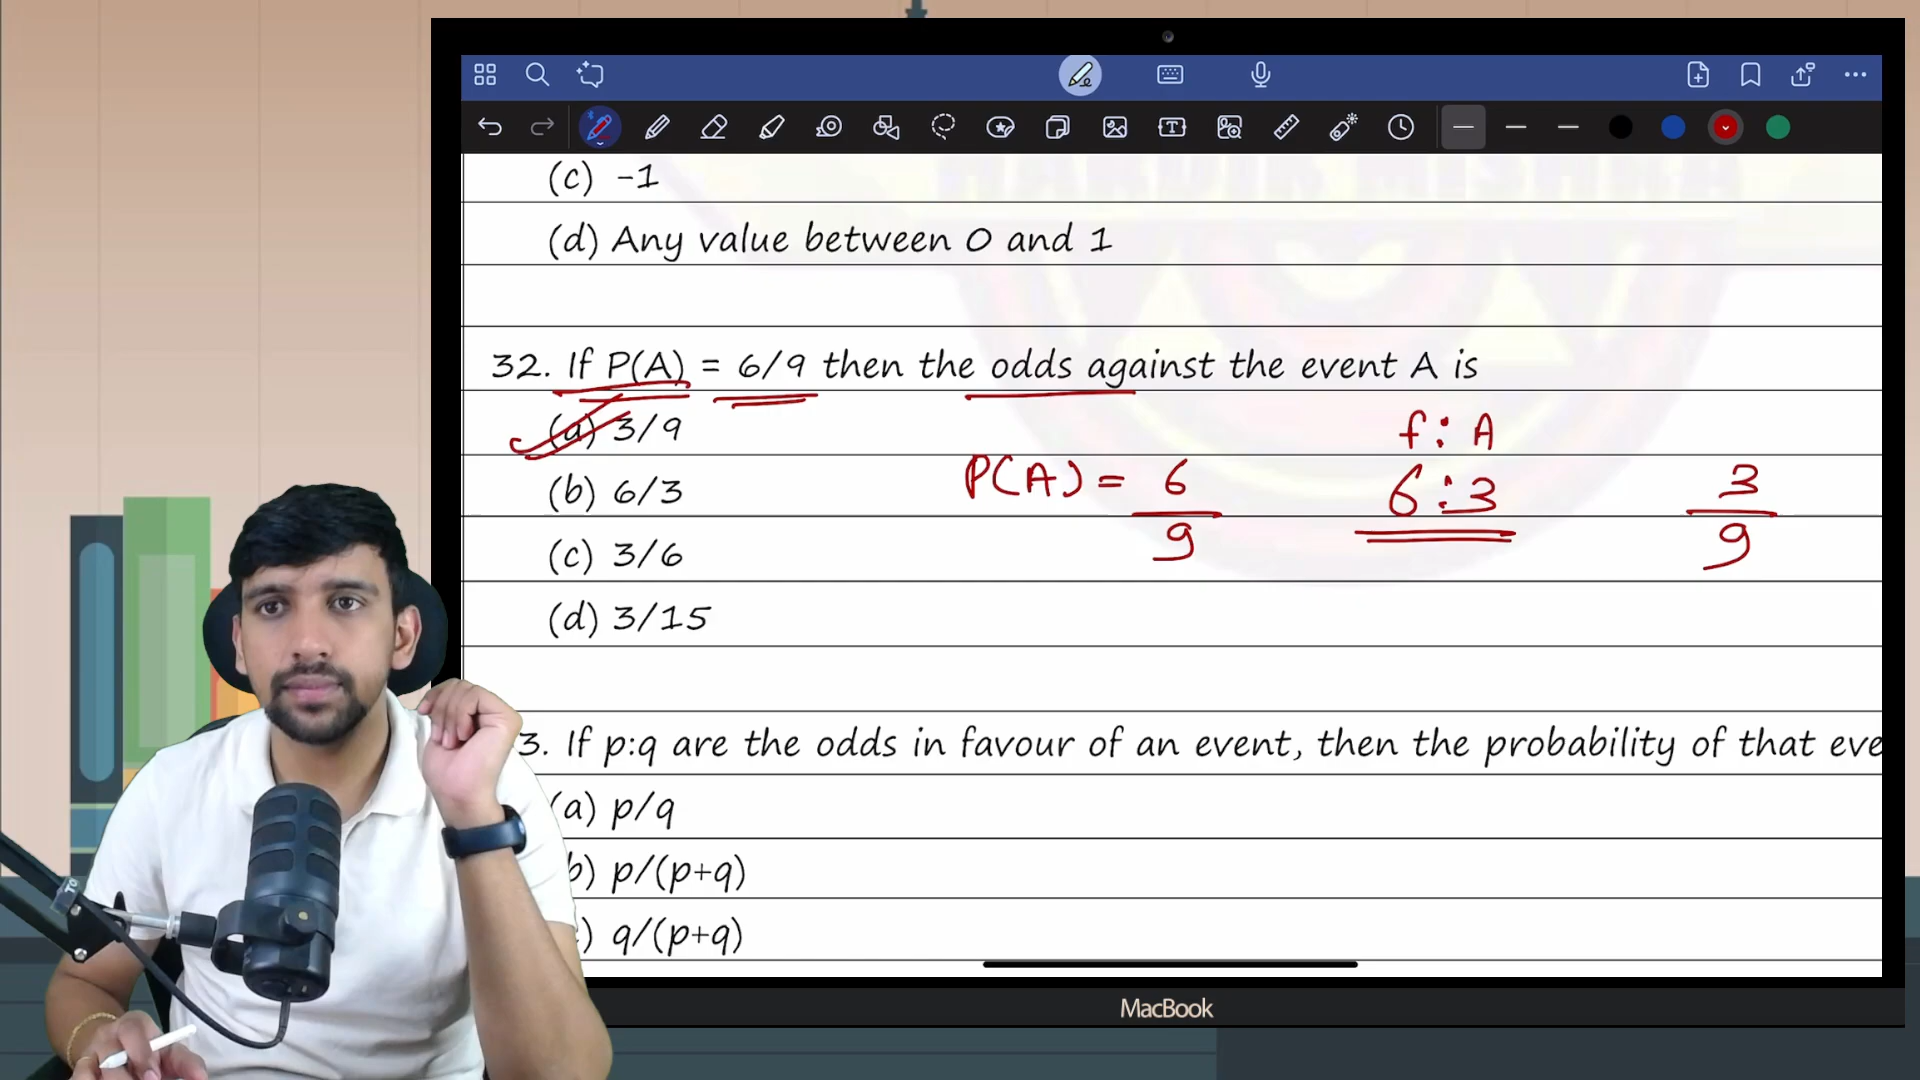 (c) -1
(d) Any value between 0 and 1
32. If P(A) = 6/9 then the odds against the event A is
(a) 3/9
f : A
(b) 6/3
P(A) = 6/9
6 : 3
3/9
(c) 3/6
(d) 3/15
3. If p:q are the odds in favour of an event, then the probability of that eve
(a) p/q
b) p/(p+q)
) q/(p+q)
MacBook